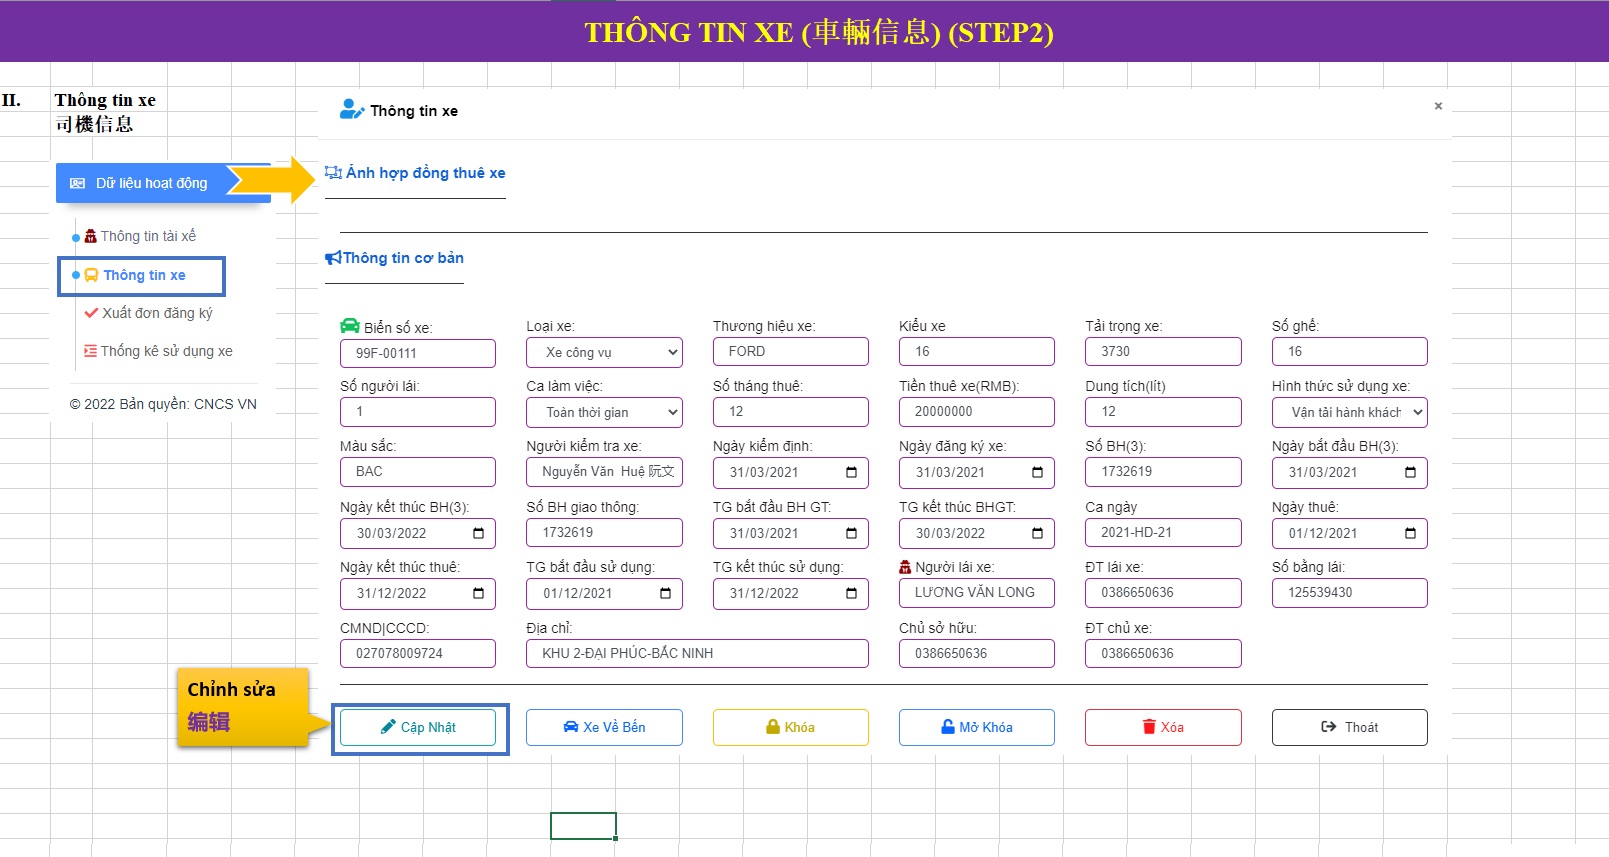 THÔNG TIN XE (車輛信息) (STEP2)
II. Thông tin xe
司機信息
Thông tin xe
×
Dữ liệu hoạt động
Ảnh hợp đồng thuê xe
Thông tin tài xế
Thông tin xe
Xuất đơn đăng ký
Thống kê sử dụng xe
© 2022 Bản quyền: CNCS VN
Thông tin cơ bản
Biển số xe: Loại xe: Thương hiệu xe: Kiểu xe Tải trọng xe: Số ghế:
99F-00111 Xe công vụ FORD 16 3730 16
Số người lái: Ca làm việc: Số tháng thuê: Tiền thuê xe(RMB): Dung tích(lít) Hình thức sử dụng xe:
1 Toàn thời gian 12 20000000 12 Vận tải hành khách
Màu sắc: Người kiểm tra xe: Ngày kiểm định: Ngày đăng ký xe: Số BH(3): Ngày bắt đầu BH(3):
BAC Nguyễn Văn Huệ 阮文 31/03/2021 31/03/2021 1732619 31/03/2021
Ngày kết thúc BH(3): Số BH giao thông: TG bắt đầu BH GT: TG kết thúc BHGT: Ca ngày Ngày thuê:
30/03/2022 1732619 31/03/2021 30/03/2022 2021-HD-21 01/12/2021
Ngày kết thúc thuê: TG bắt đầu sử dụng: TG kết thúc sử dụng: Người lái xe: ĐT lái xe: Số bằng lái:
31/12/2022 01/12/2021 31/12/2022 LƯƠNG VĂN LONG 0386650636 125539430
CMND|CCCD: Địa chỉ: Chủ sở hữu: ĐT chủ xe:
027078009724 KHU 2-ĐẠI PHÚC-BẮC NINH 0386650636 0386650636
Chỉnh sửa
编辑
Cập Nhật Xe Về Bến Khóa Mở Khóa Xóa Thoát